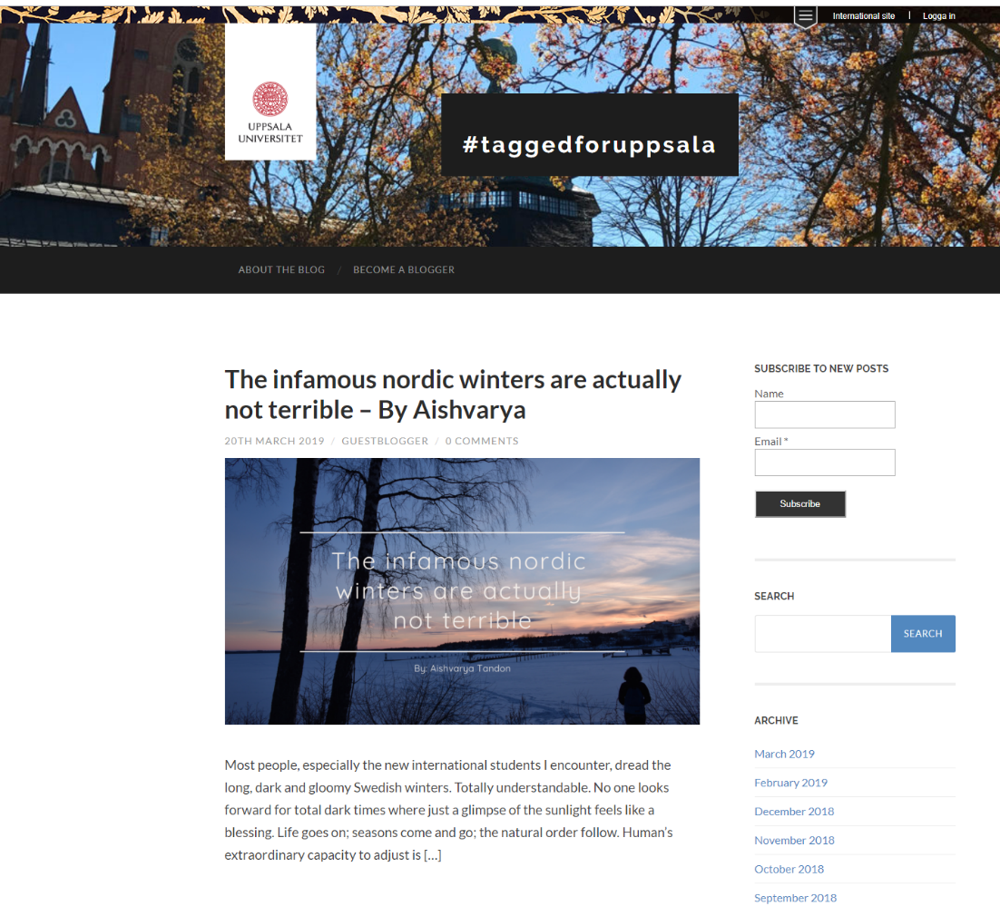 International site | Logga in
UPPSALA
UNIVERSITET
#taggedforuppsala
ABOUT THE BLOG / BECOME A BLOGGER
The infamous nordic winters are actually
not terrible – By Aishvarya
20TH MARCH 2019 / GUESTBLOGGER / 0 COMMENTS
The infamous nordic
winters are actually
not terrible
By: Aishvarya Tandon
Most people, especially the new international students I encounter, dread the
long, dark and gloomy Swedish winters. Totally understandable. No one looks
forward for total dark times where just a glimpse of the sunlight feels like a
blessing. Life goes on; seasons come and go; the natural order follow. Human’s
extraordinary capacity to adjust is […]
SUBSCRIBE TO NEW POSTS
Name
Email *
Subscribe
SEARCH
SEARCH
ARCHIVE
March 2019
February 2019
December 2018
November 2018
October 2018
September 2018